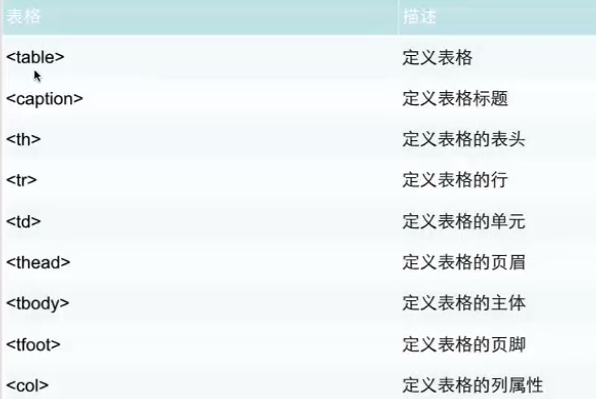 表格 描述
<table> 定义表格
<caption> 定义表格标题
<th> 定义表格的表头
<tr> 定义表格的行
<td> 定义表格的单元
<thead> 定义表格的页眉
<tbody> 定义表格的主体
<tfoot> 定义表格的页脚
<col> 定义表格的列属性